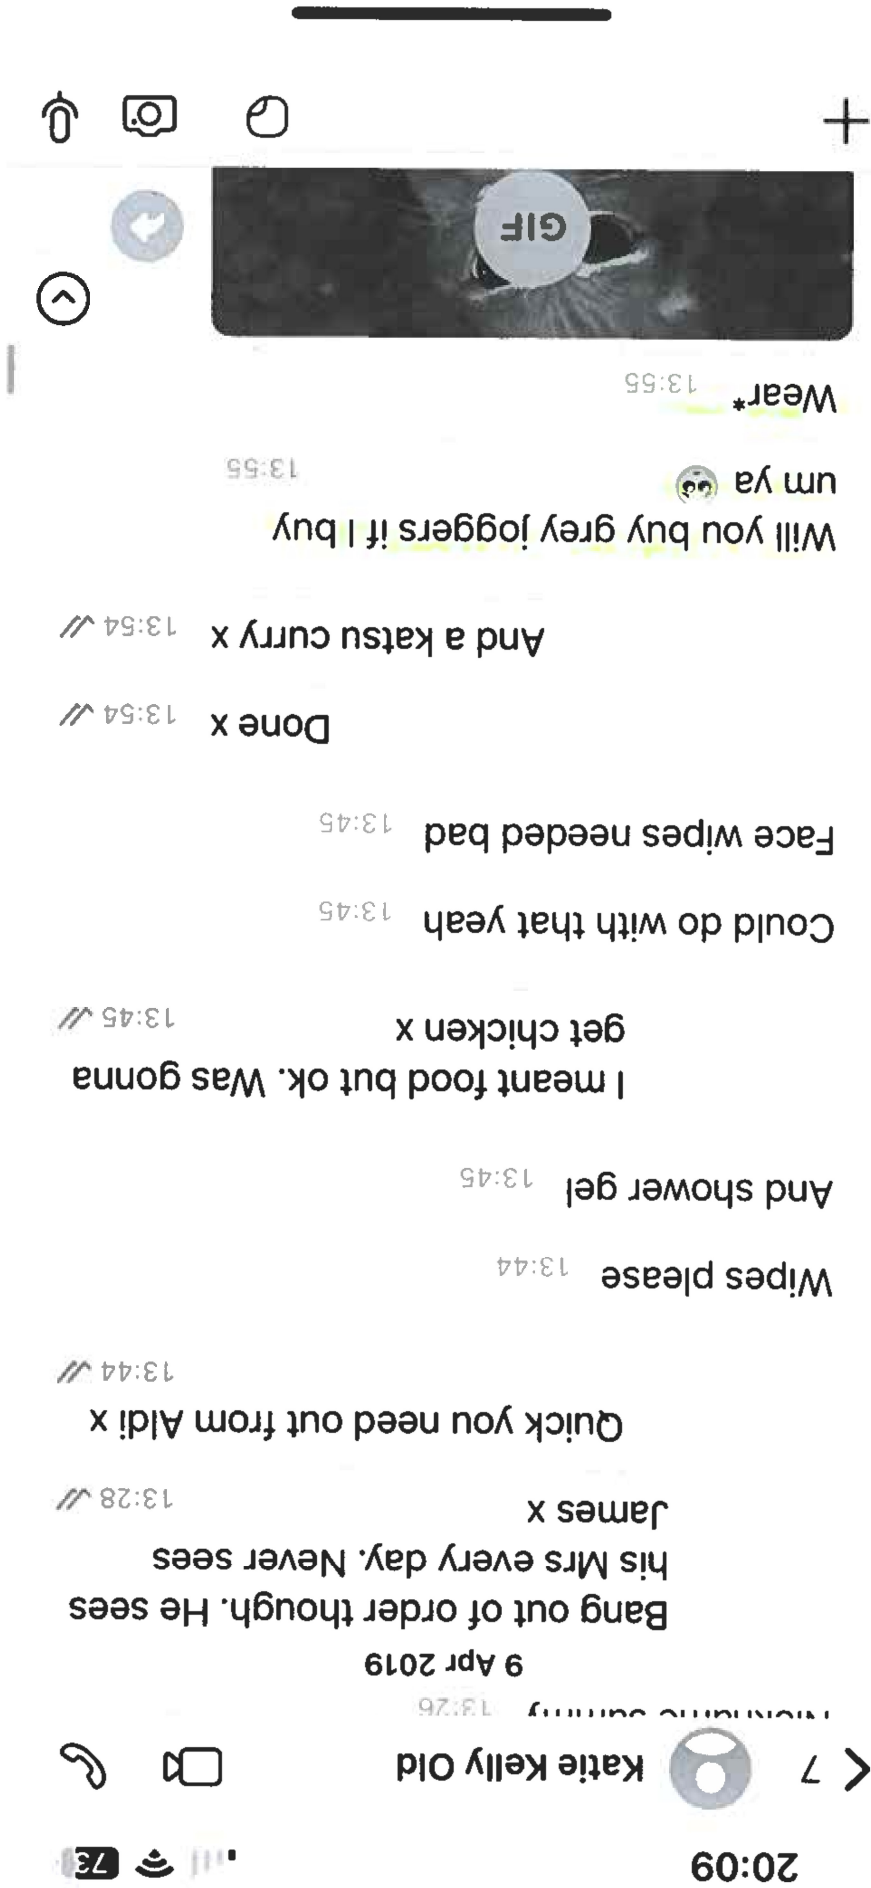 20:09
73
7
Katie Kelly Old
13:26
9 Apr 2019
Bang out of order though. He sees
his Mrs every day. Never sees
James x
13:28
Quick you need out from Aldi x
13:44
Wipes please 13:44
And shower gel 13:45
I meant food but ok. Was gonna
get chicken x
13:45
Could do with that yeah 13:45
Face wipes needed bad 13:45
Done x 13:54
And a katsu curry x 13:54
Will you buy grey joggers if I buy
um ya
13:55
Wear* 13:55
GIF